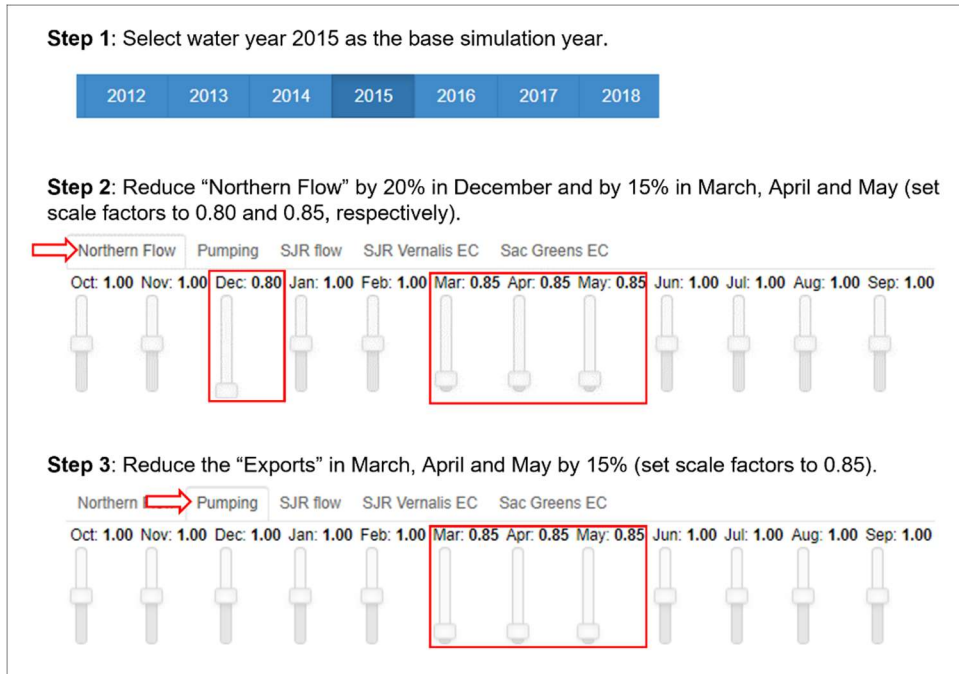 Step 1: Select water year 2015 as the base simulation year.
2012 2013 2014 2015 2016 2017 2018
Step 2: Reduce “Northern Flow” by 20% in December and by 15% in March, April and May (set
scale factors to 0.80 and 0.85, respectively).
Northern Flow Pumping SJR flow SJR Vernalis EC Sac Greens EC
Oct: 1.00 Nov: 1.00 Dec: 0.80 Jan: 1.00 Feb: 1.00 Mar: 0.85 Apr: 0.85 May: 0.85 Jun: 1.00 Jul: 1.00 Aug: 1.00 Sep: 1.00
Step 3: Reduce the “Exports” in March, April and May by 15% (set scale factors to 0.85).
Northern Pumping SJR flow SJR Vernalis EC Sac Greens EC
Oct: 1.00 Nov: 1.00 Dec: 1.00 Jan: 1.00 Feb: 1.00 Mar: 0.85 Apr: 0.85 May: 0.85 Jun: 1.00 Jul: 1.00 Aug: 1.00 Sep: 1.00